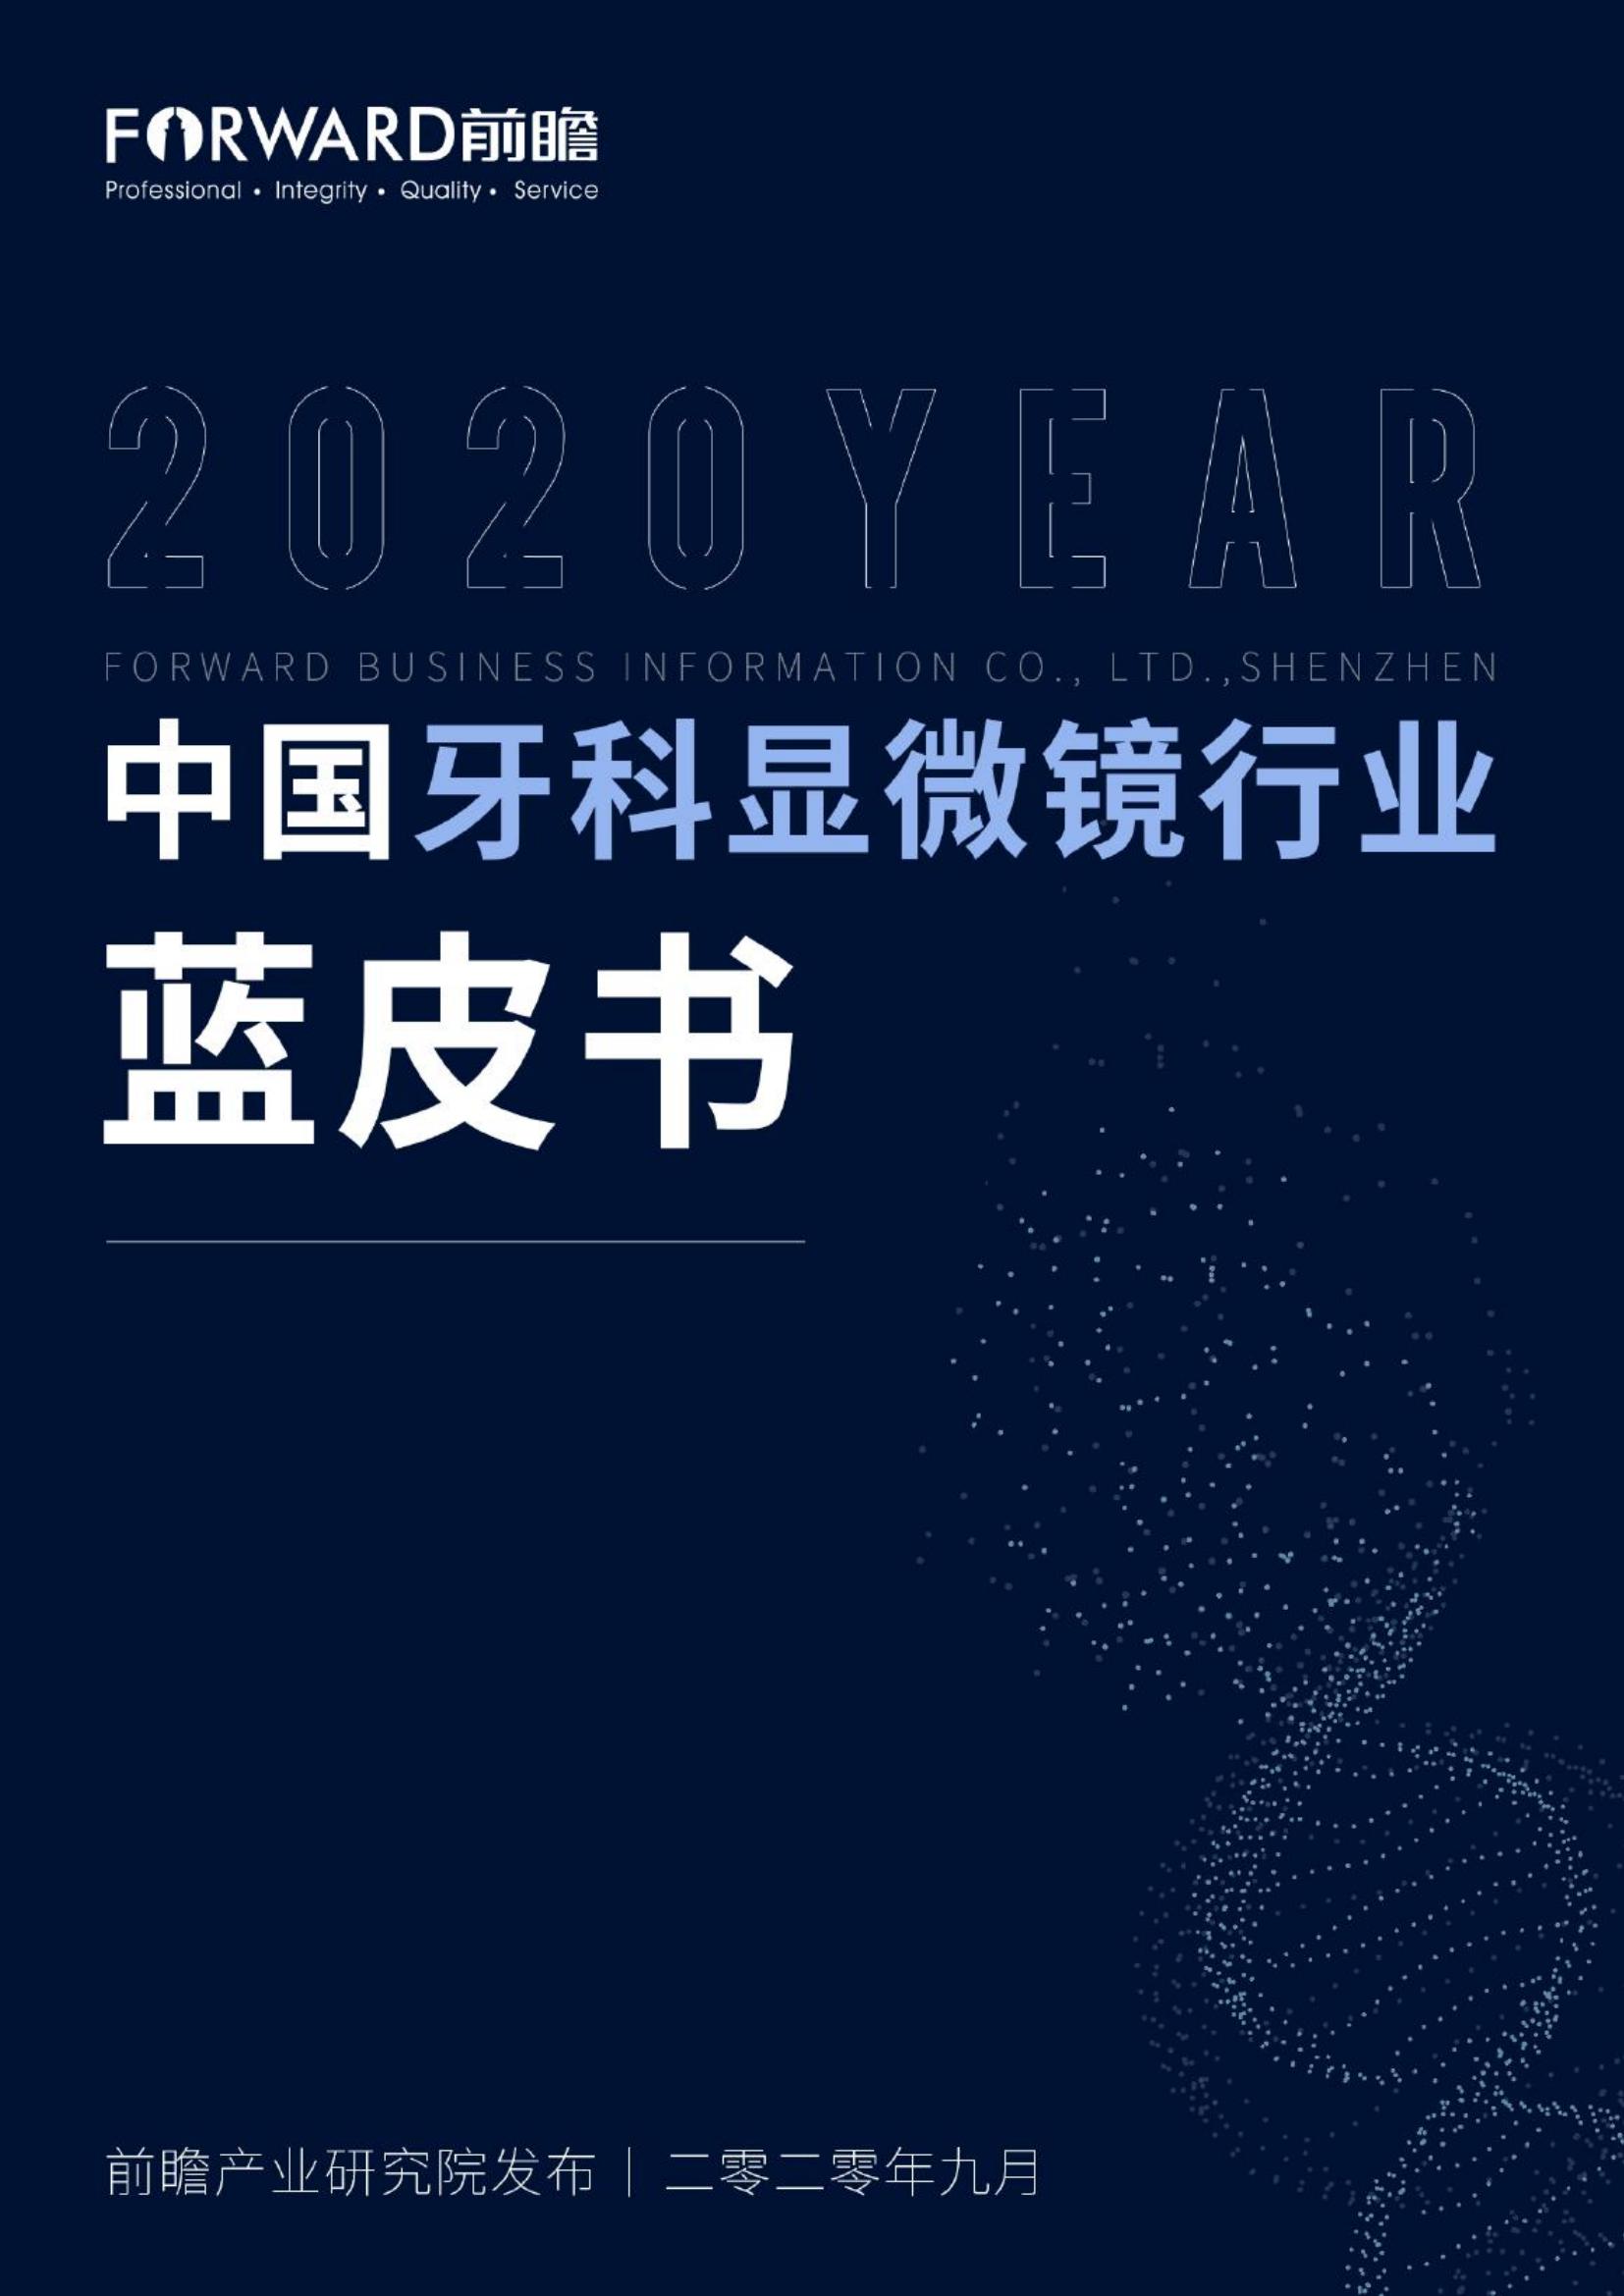 FORWARD前瞻
Professional • Integrity • Quality • Service
2020YEAR
FORWARD BUSINESS INFORMATION CO., LTD.,SHENZHEN
中国牙科显微镜行业
蓝皮书
前瞻产业研究院发布｜二零二零年九月